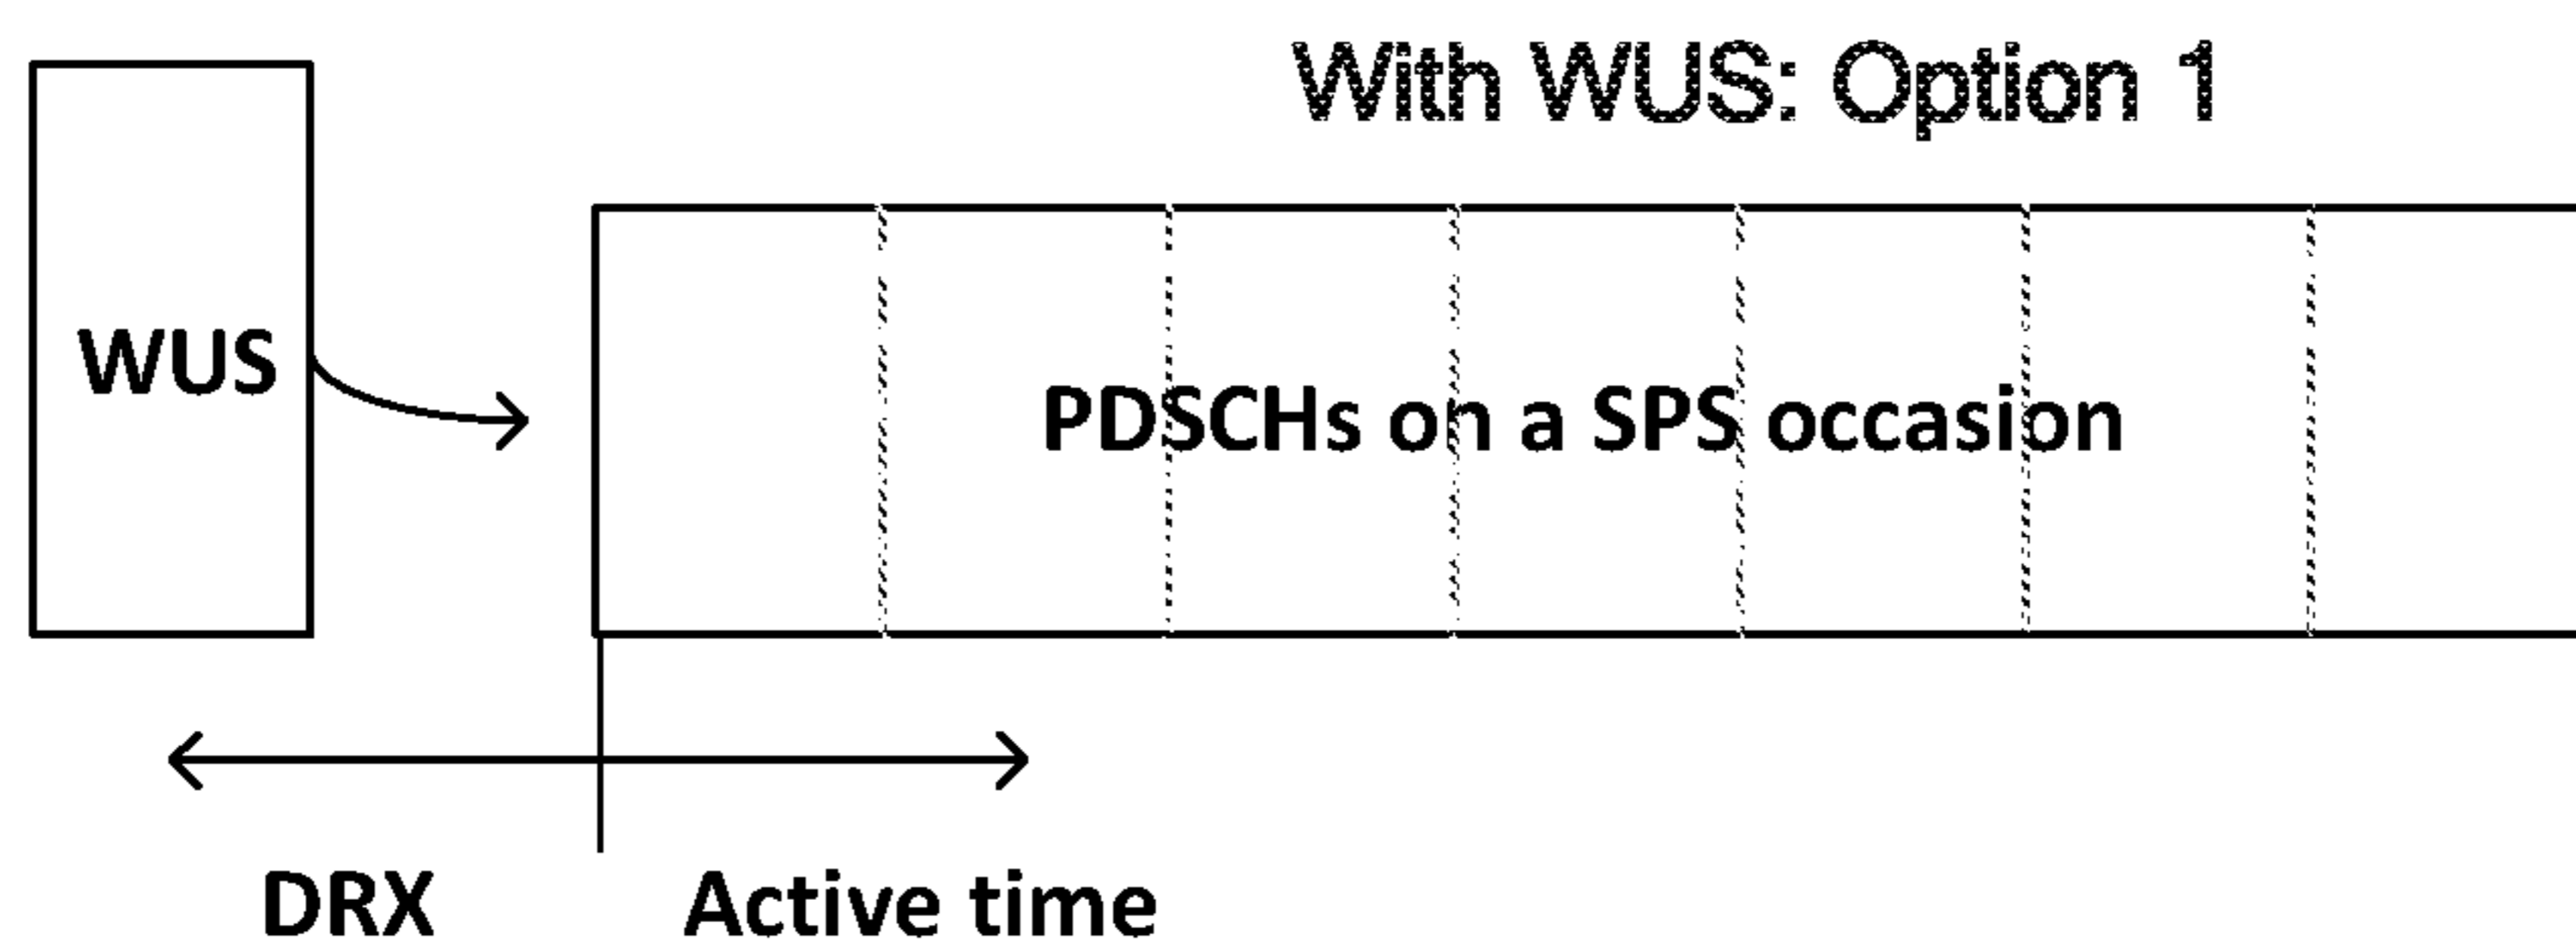 With WUS: Option 1
WUS
PDSCHs on a SPS occasion
DRX
Active time